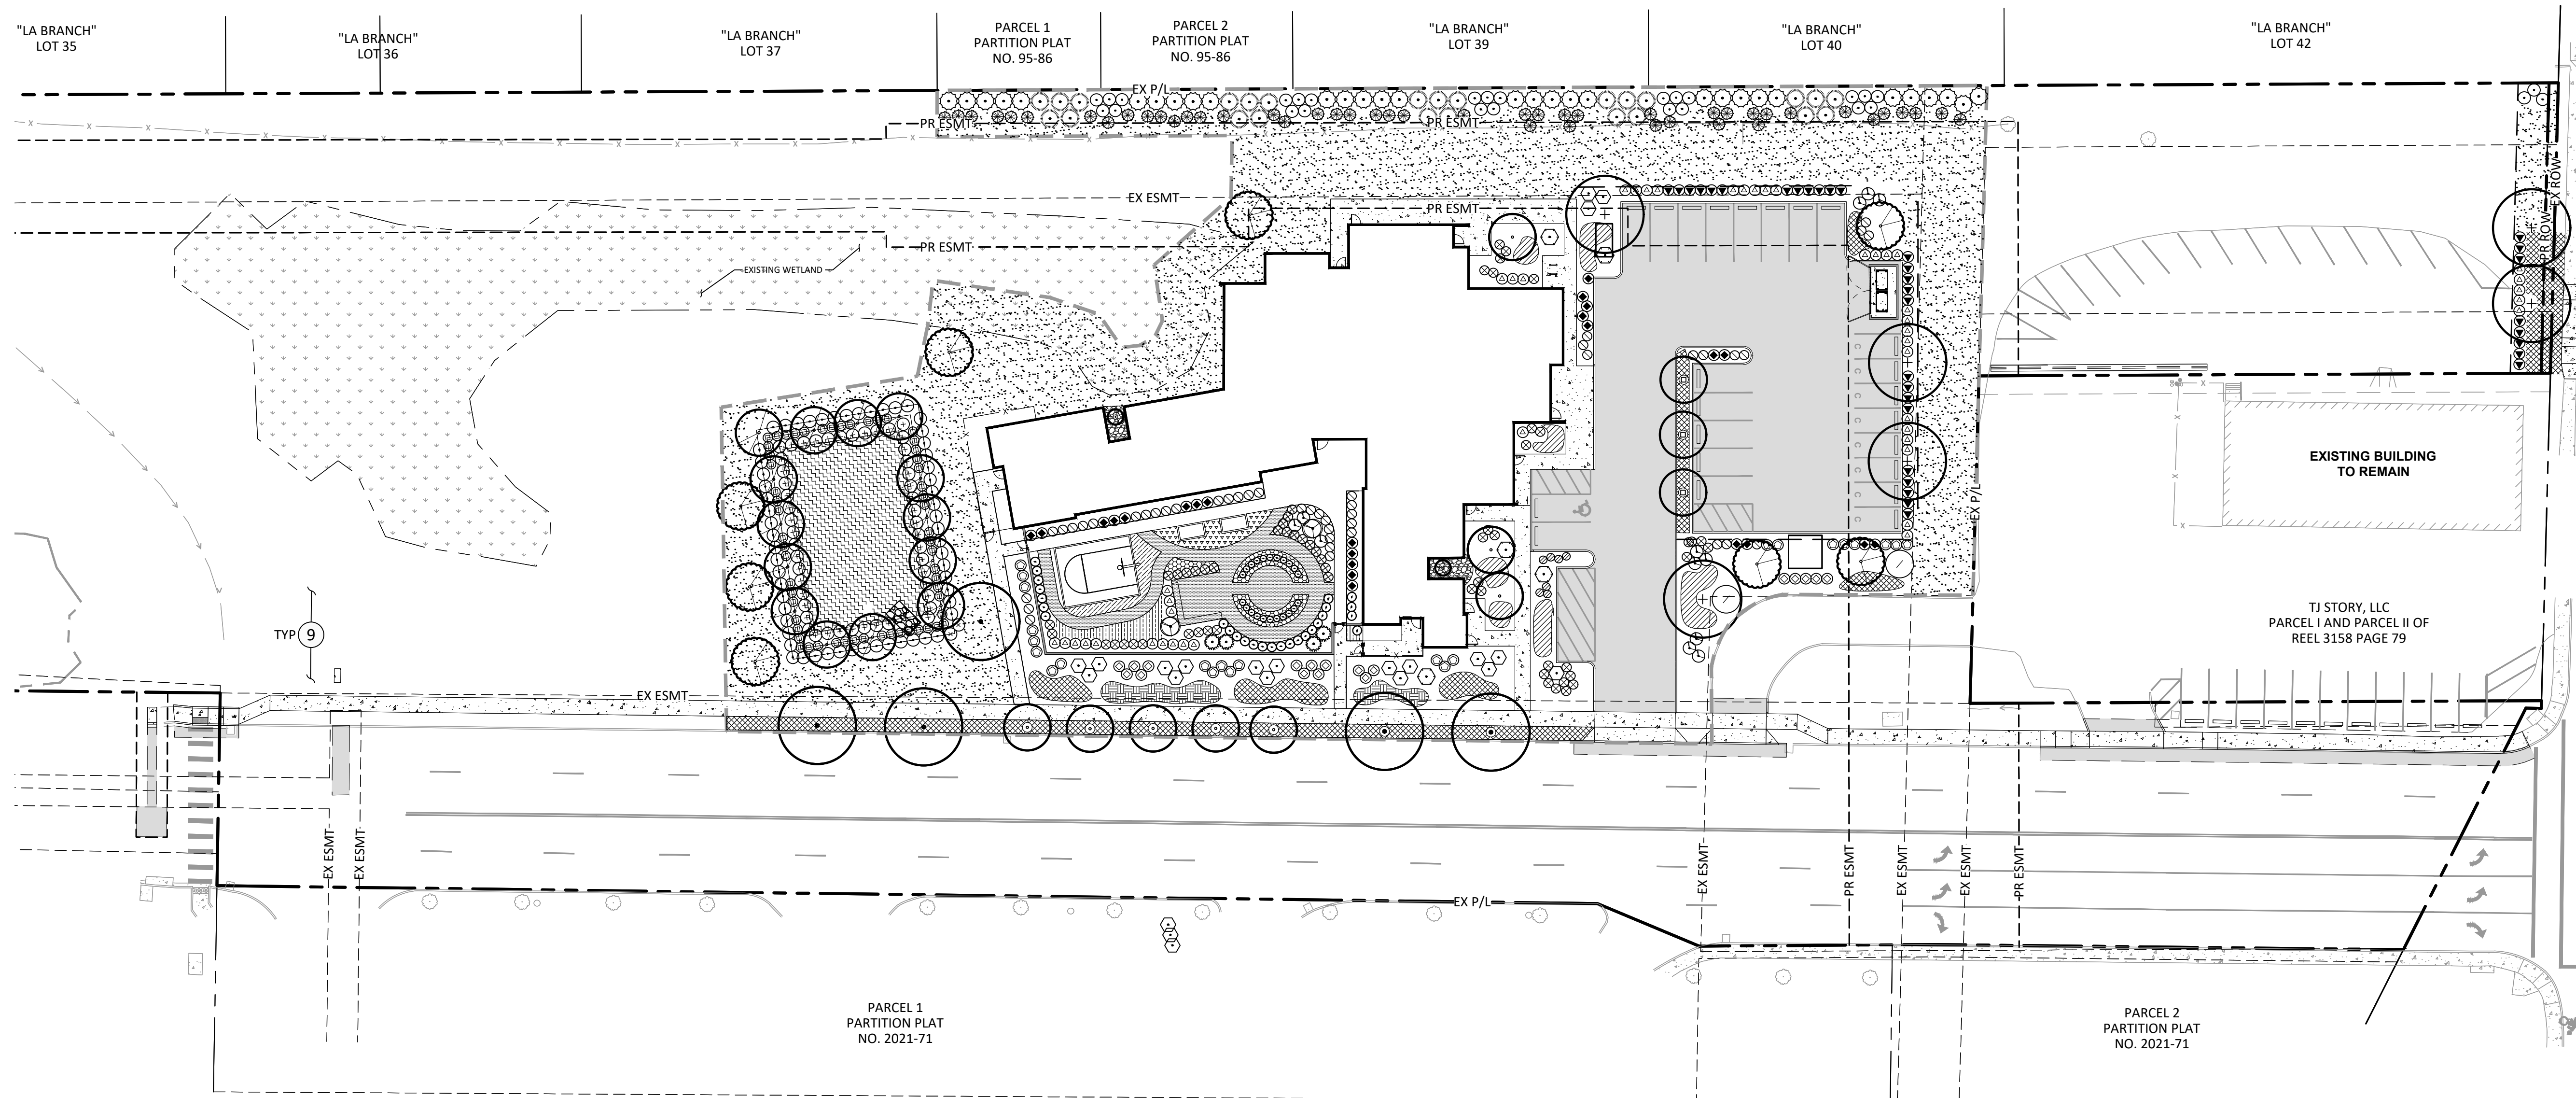 "LA BRANCH"
LOT 35
"LA BRANCH"
LOT 36
"LA BRANCH"
LOT 37
PARCEL 1
PARTITION PLAT
NO. 95-86
PARCEL 2
PARTITION PLAT
NO. 95-86
"LA BRANCH"
LOT 39
"LA BRANCH"
LOT 40
"LA BRANCH"
LOT 42
EX P/L
PR ESMT
PR ESMT
EX ESMT
PR ESMT
PR ESMT
EXISTING WETLAND
PR ROW
EX ROW
EX P/L
EXISTING BUILDING
TO REMAIN
TJ STORY, LLC
PARCEL I AND PARCEL II OF
REEL 3158 PAGE 79
TYP 9
EX ESMT
EX ESMT
EX ESMT
EX ESMT
PR ESMT
EX ESMT
EX ESMT
PR ESMT
EX P/L
PARCEL 1
PARTITION PLAT
NO. 2021-71
PARCEL 2
PARTITION PLAT
NO. 2021-71